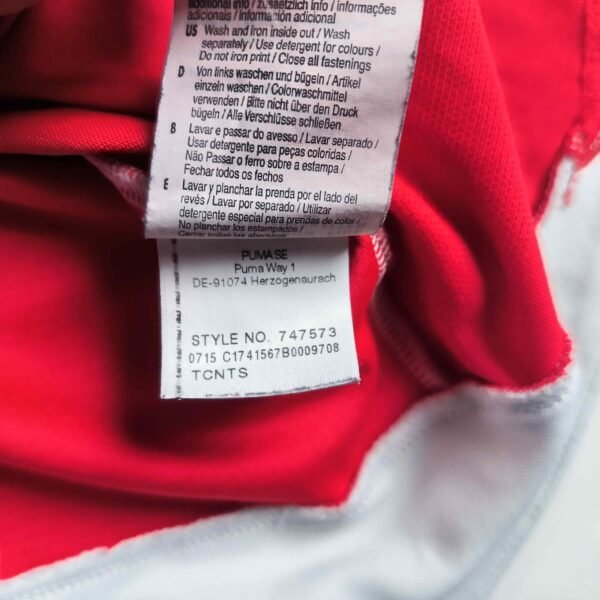 additional info / zusätzlich info / informações
adicionais / información adicional
US Wash and Iron inside out / Wash
separately / Use detergent for colours /
Do not iron print / Close all fastenings
D Von links waschen und bügeln / Artikel
einzeln waschen / Colorwaschmittel
verwenden / Bitte nicht über den Druck
bügeln / Alle Verschlüsse schließen
B Lavar e passar do avesso / Lavar separado /
Usar detergente para peças coloridas /
Não Passar o ferro sobre a estampa /
Fechar todos os fechos
E Lavar y planchar la prenda por el lado del
revés / Lavar por separado / Utilizar
detergente especial para prendas de color /
No planchar los estampados /
Cerrar todas las aberturas
PUMA SE
Puma Way 1
DE-91074 Herzogenaurach
STYLE NO. 747573
0715 C1741567B0009708
TCNTS